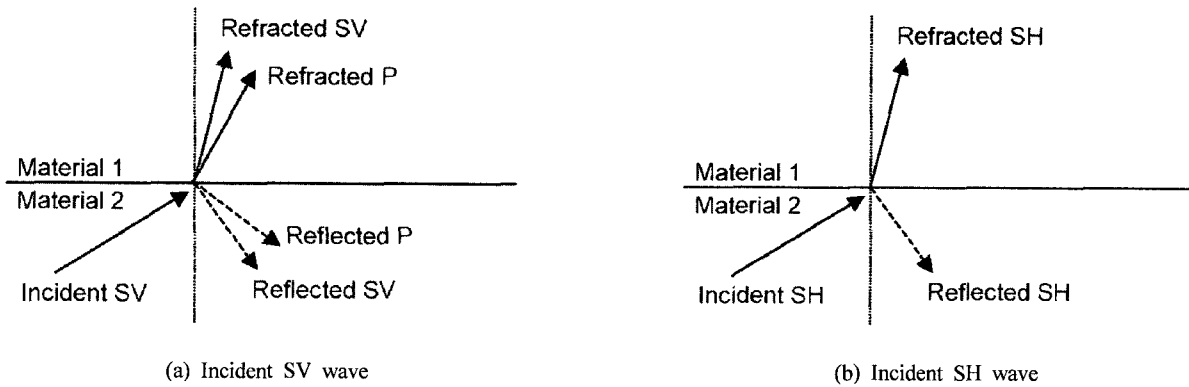 Refracted SV
Refracted P
Material 1
Material 2
Reflected P
Incident SV
Reflected SV
(a) Incident SV wave
Refracted SH
Material 1
Material 2
Incident SH
Reflected SH
(b) Incident SH wave